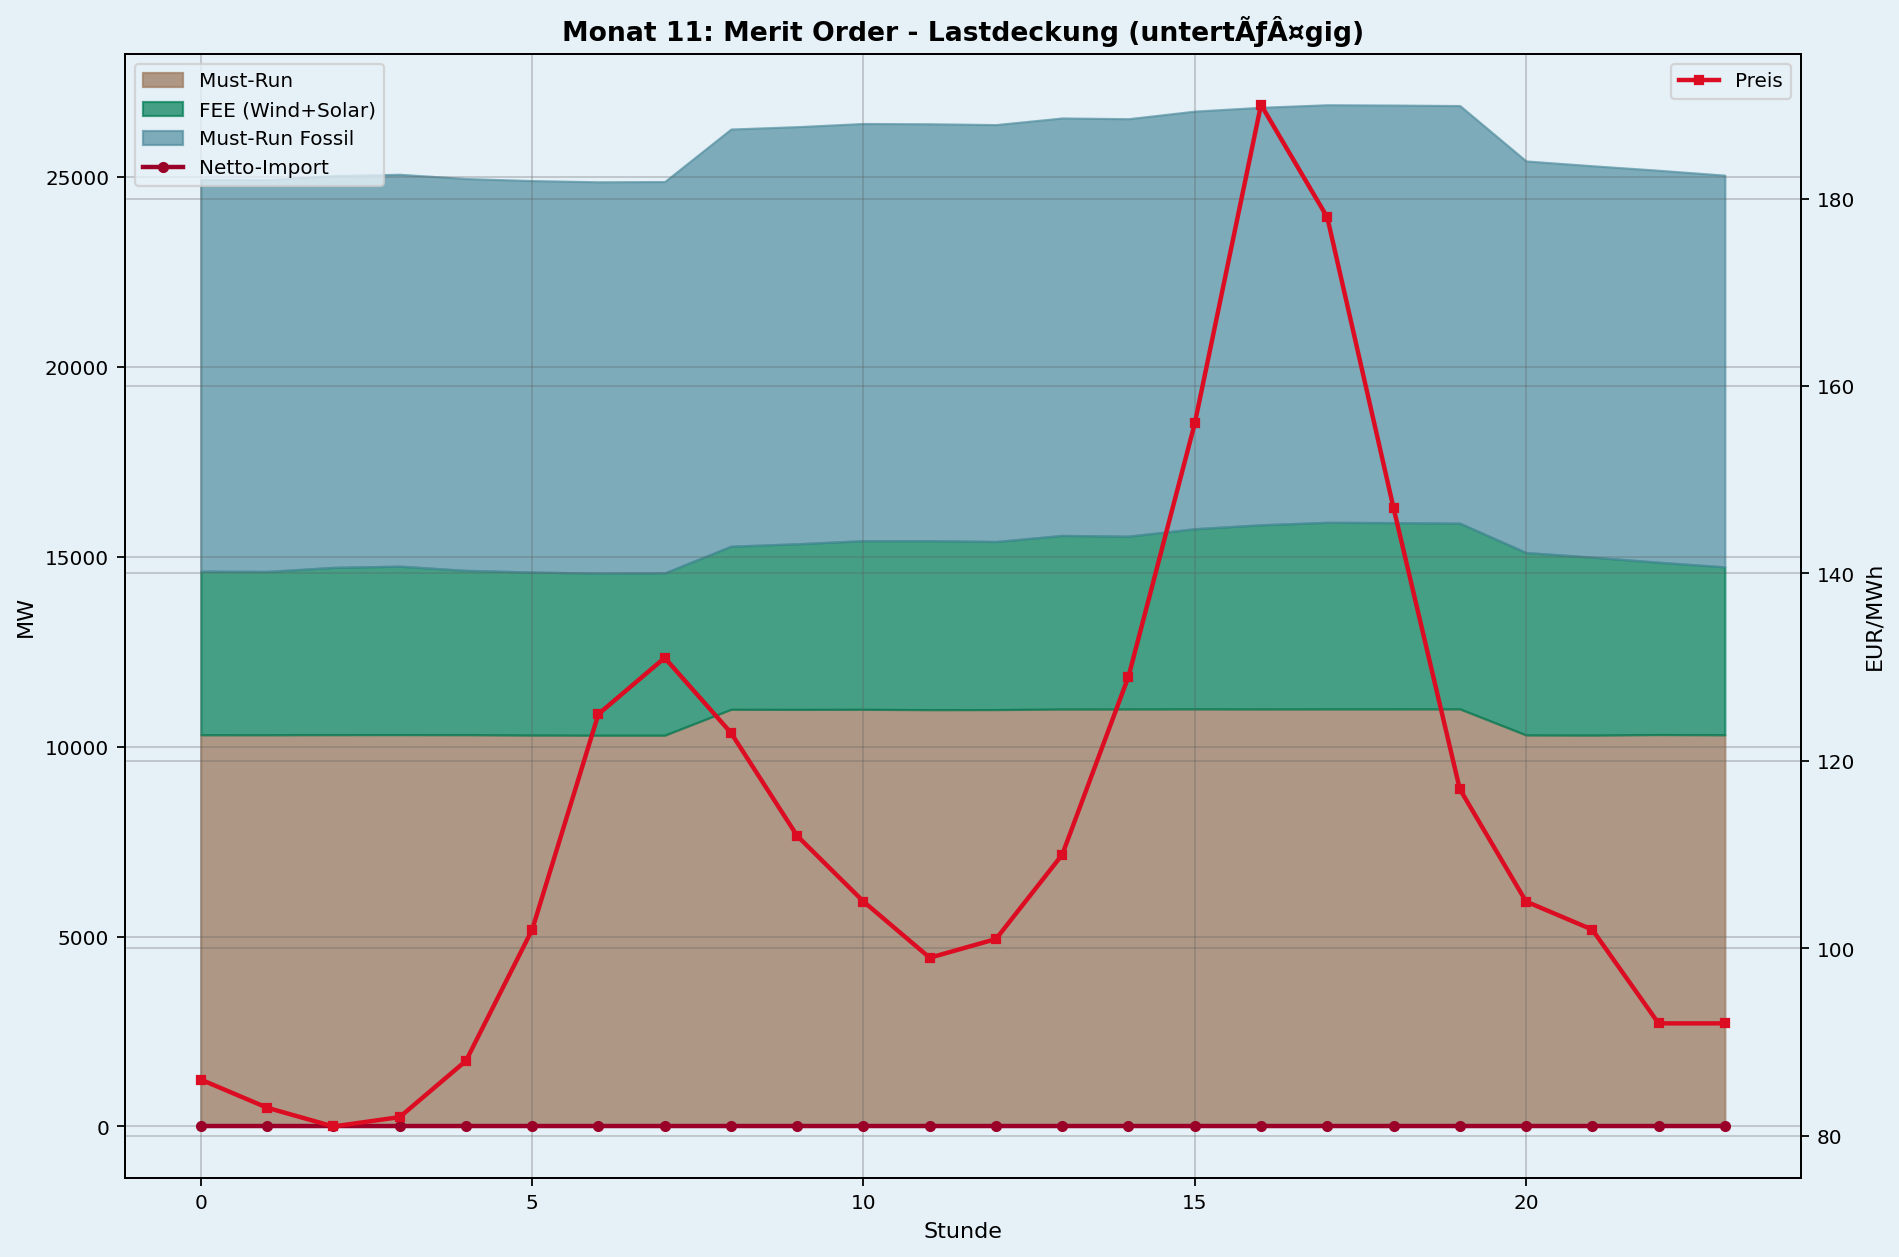 Monat 11: Merit Order - Lastdeckung (untertÃƒÂ¤gig)
Must-Run
FEE (Wind+Solar)
Must-Run Fossil
Netto-Import
Preis
25000
20000
15000
10000
5000
0
MW
180
160
140
120
100
80
EUR/MWh
0
5
10
15
20
Stunde